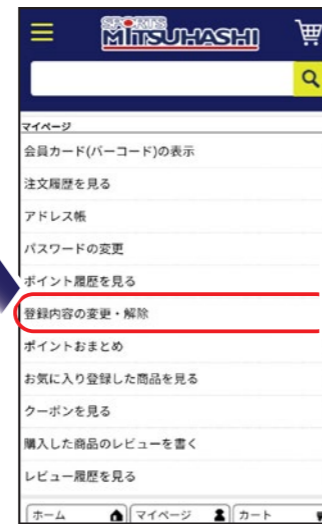 SPORTS
MITSUHASHI
マイページ
会員カード(バーコード)の表示
注文履歴を見る
アドレス帳
パスワードの変更
ポイント履歴を見る
登録内容の変更・解除
ポイントおまとめ
お気に入り登録した商品を見る
クーポンを見る
購入した商品のレビューを書く
レビュー履歴を見る
ホーム マイページ カート